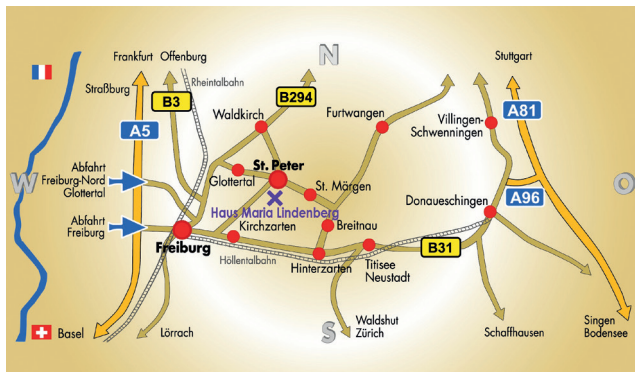 Frankfurt
Offenburg
N
Stuttgart
Straßburg
Rheintalbahn
B3
B294
A5
Waldkirch
Furtwangen
Villingen-
Schwenningen
A81
Abfahrt
Freiburg-Nord
Glottertal
W
Glottertal
St. Peter
St. Märgen
Haus Maria Lindenberg
Donaueschingen
A96
O
Abfahrt
Freiburg
Freiburg
Kirchzarten
Breitnau
Höllentalbahn
Hinterzarten
Titisee
Neustadt
B31
Basel
Lörrach
S
Waldshut
Zürich
Schaffhausen
Singen
Bodensee